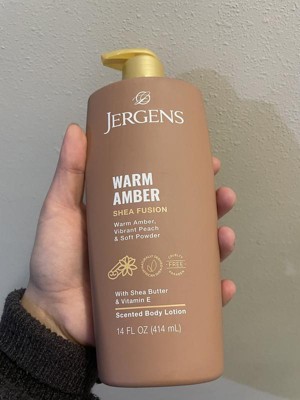 JERGENS
WARM
AMBER
SHEA FUSION
Warm Amber,
Vibrant Peach
& Soft Powder
FREE
With Shea Butter
& Vitamin E
Scented Body Lotion
14 FL OZ (414 mL)